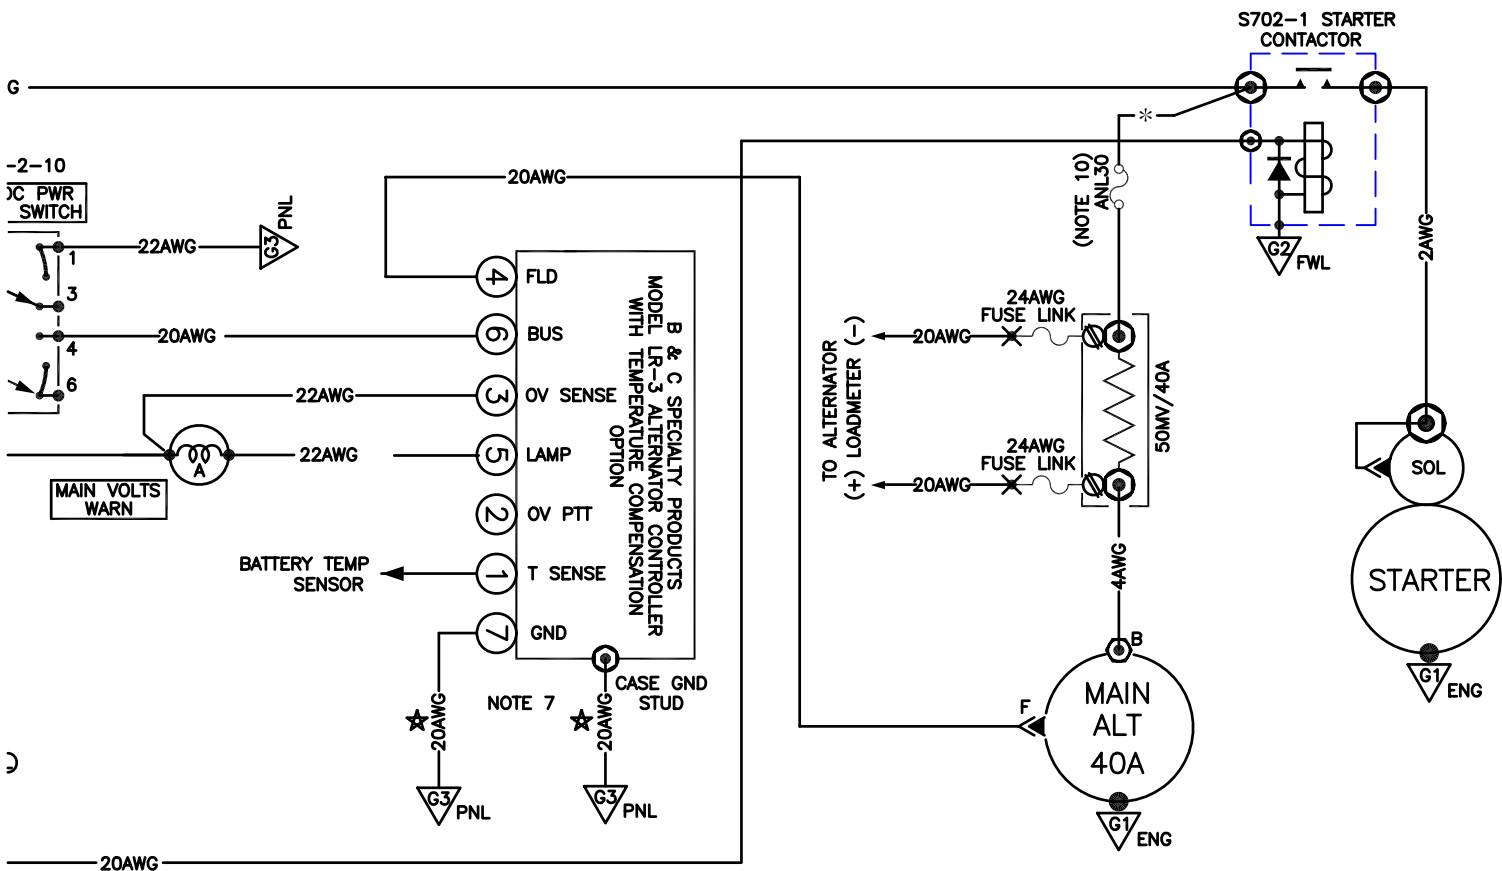 S702-1 STARTER
CONTACTOR
G
-2-10
DC PWR
SWITCH
1
3
4
6
22AWG
G3
PNL
20AWG
22AWG
22AWG
A
MAIN VOLTS
WARN
20AWG
4
FLD
6
BUS
3
OV SENSE
5
LAMP
2
OV PTT
1
T SENSE
7
GND
B & C SPECIALTY PRODUCTS
MODEL LR-3 ALTERNATOR CONTROLLER
WITH TEMPERATURE COMPENSATION
OPTION
BATTERY TEMP
SENSOR
20AWG
G3
PNL
NOTE 7
CASE GND
STUD
20AWG
G3
PNL
20AWG
*
(NOTE 10)
ANL30
G2
FWL
2AWG
24AWG
FUSE LINK
20AWG
TO ALTERNATOR
(+) LOADMETER (-)
24AWG
FUSE LINK
20AWG
50MV/40A
4AWG
B
F
MAIN
ALT
40A
G1
ENG
SOL
STARTER
G1
ENG